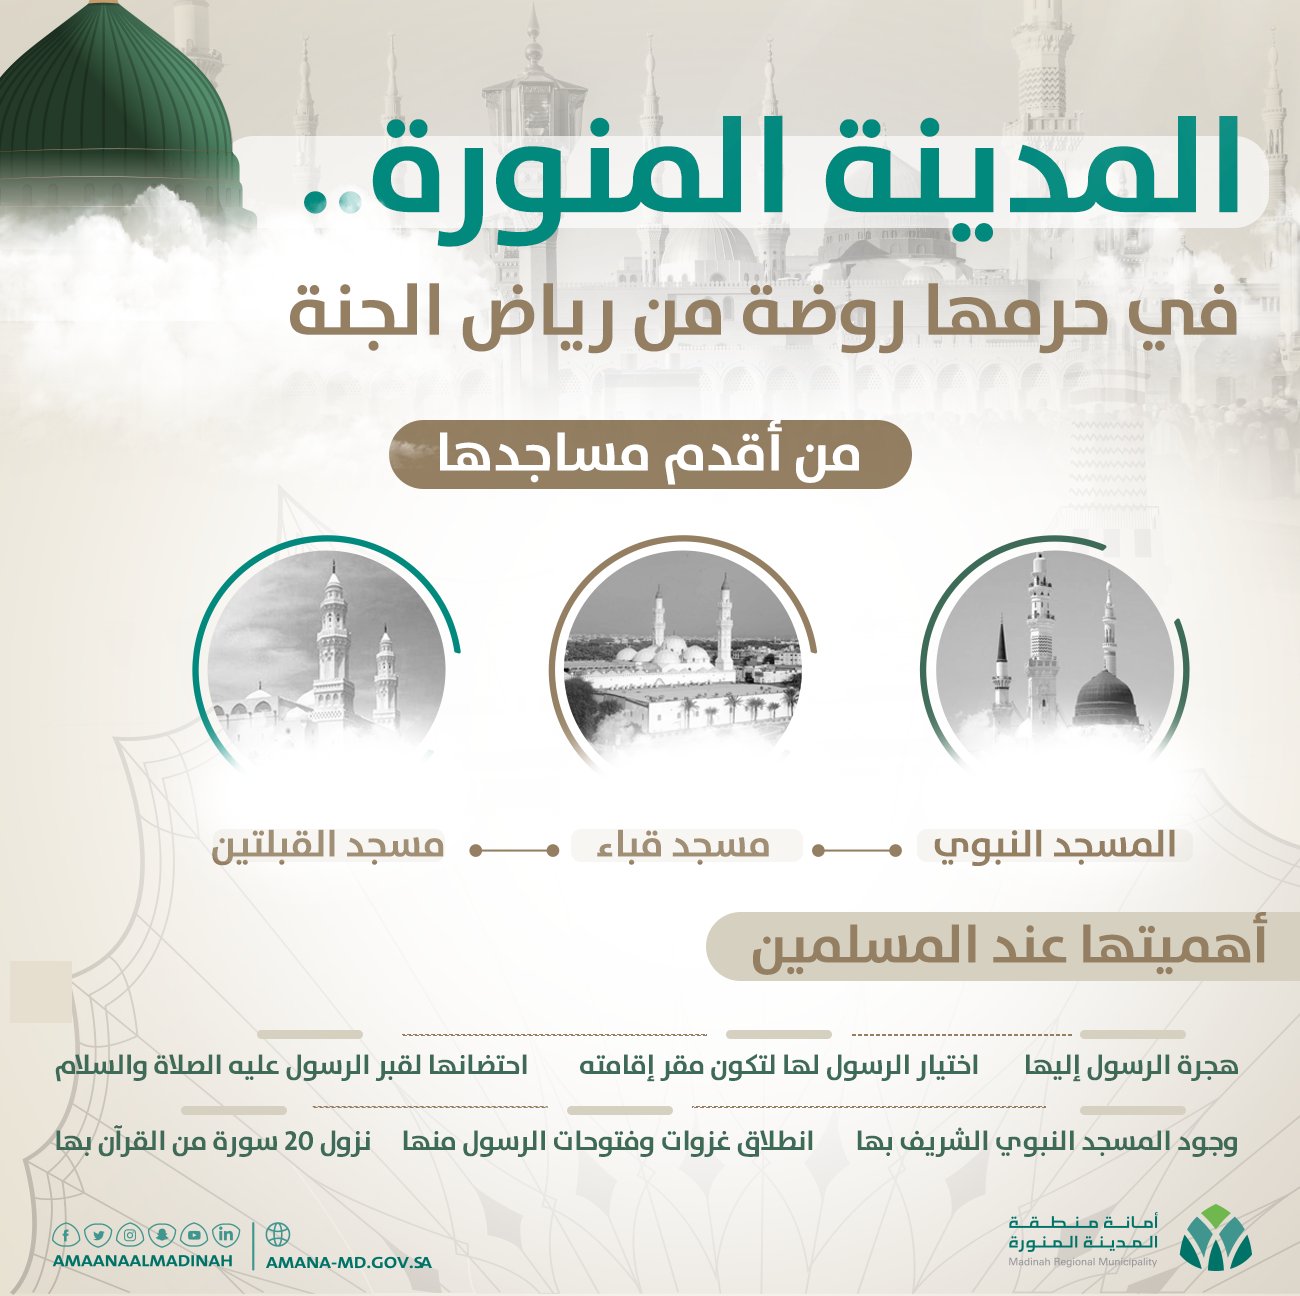 المدينة المنورة..
في حرمها روضة من رياض الجنة
من أقدم مساجدها
المسجد النبوي
مسجد قباء
مسجد القبلتين
أهميتها عند المسلمين
هجرة الرسول إليها
اختيار الرسول لها لتكون مقر إقامته
احتضانها لقبر الرسول عليه الصلاة والسلام
وجود المسجد النبوي الشريف بها
انطلاق غزوات وفتوحات الرسول منها
نزول 20 سورة من القرآن بها
أمانة منطقة
المدينة المنورة
Madinah Regional Municipality
AMAANAALMADINAH
AMANA-MD.GOV.SA